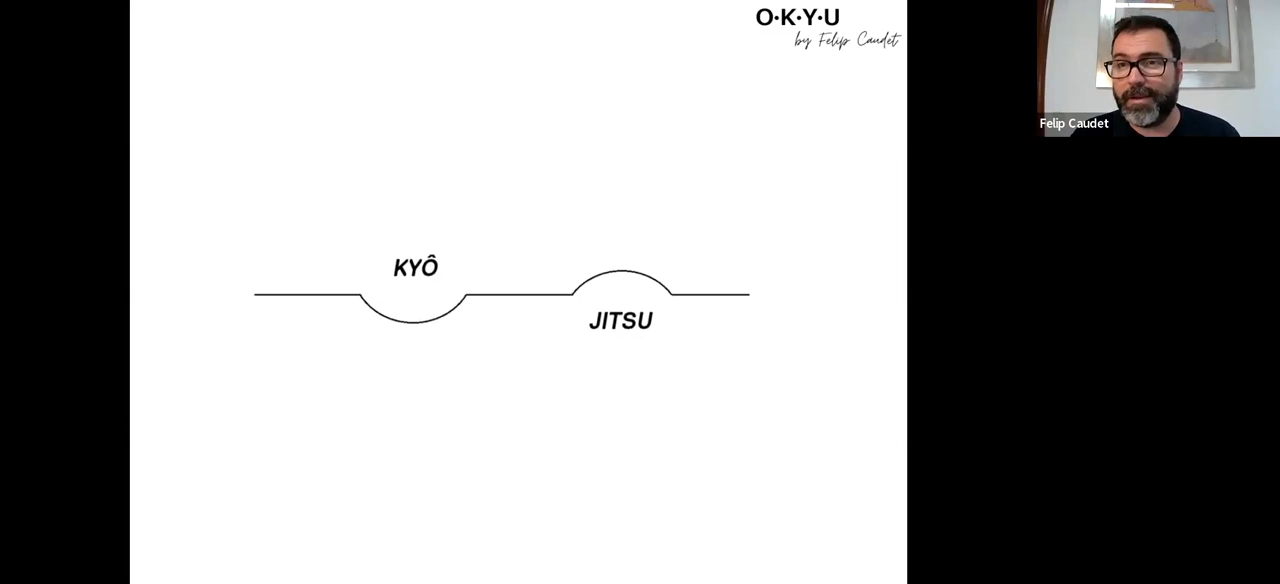 O·K·Y·U
by Felip Caudet
Felip Caudet
KYÔ
JITSU